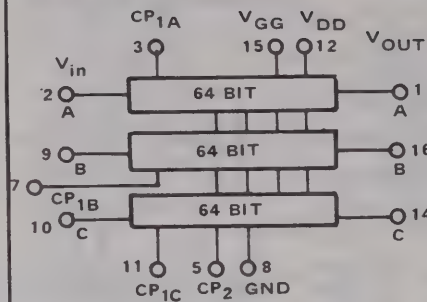 CP1A
VGG VDD
3 15 12 VOUT
Vin
2 64 BIT 1
A A
9 64 BIT 16
B B
7 CP1B
10 C 64 BIT 14
C
11 5 8
CP1C CP2 GND